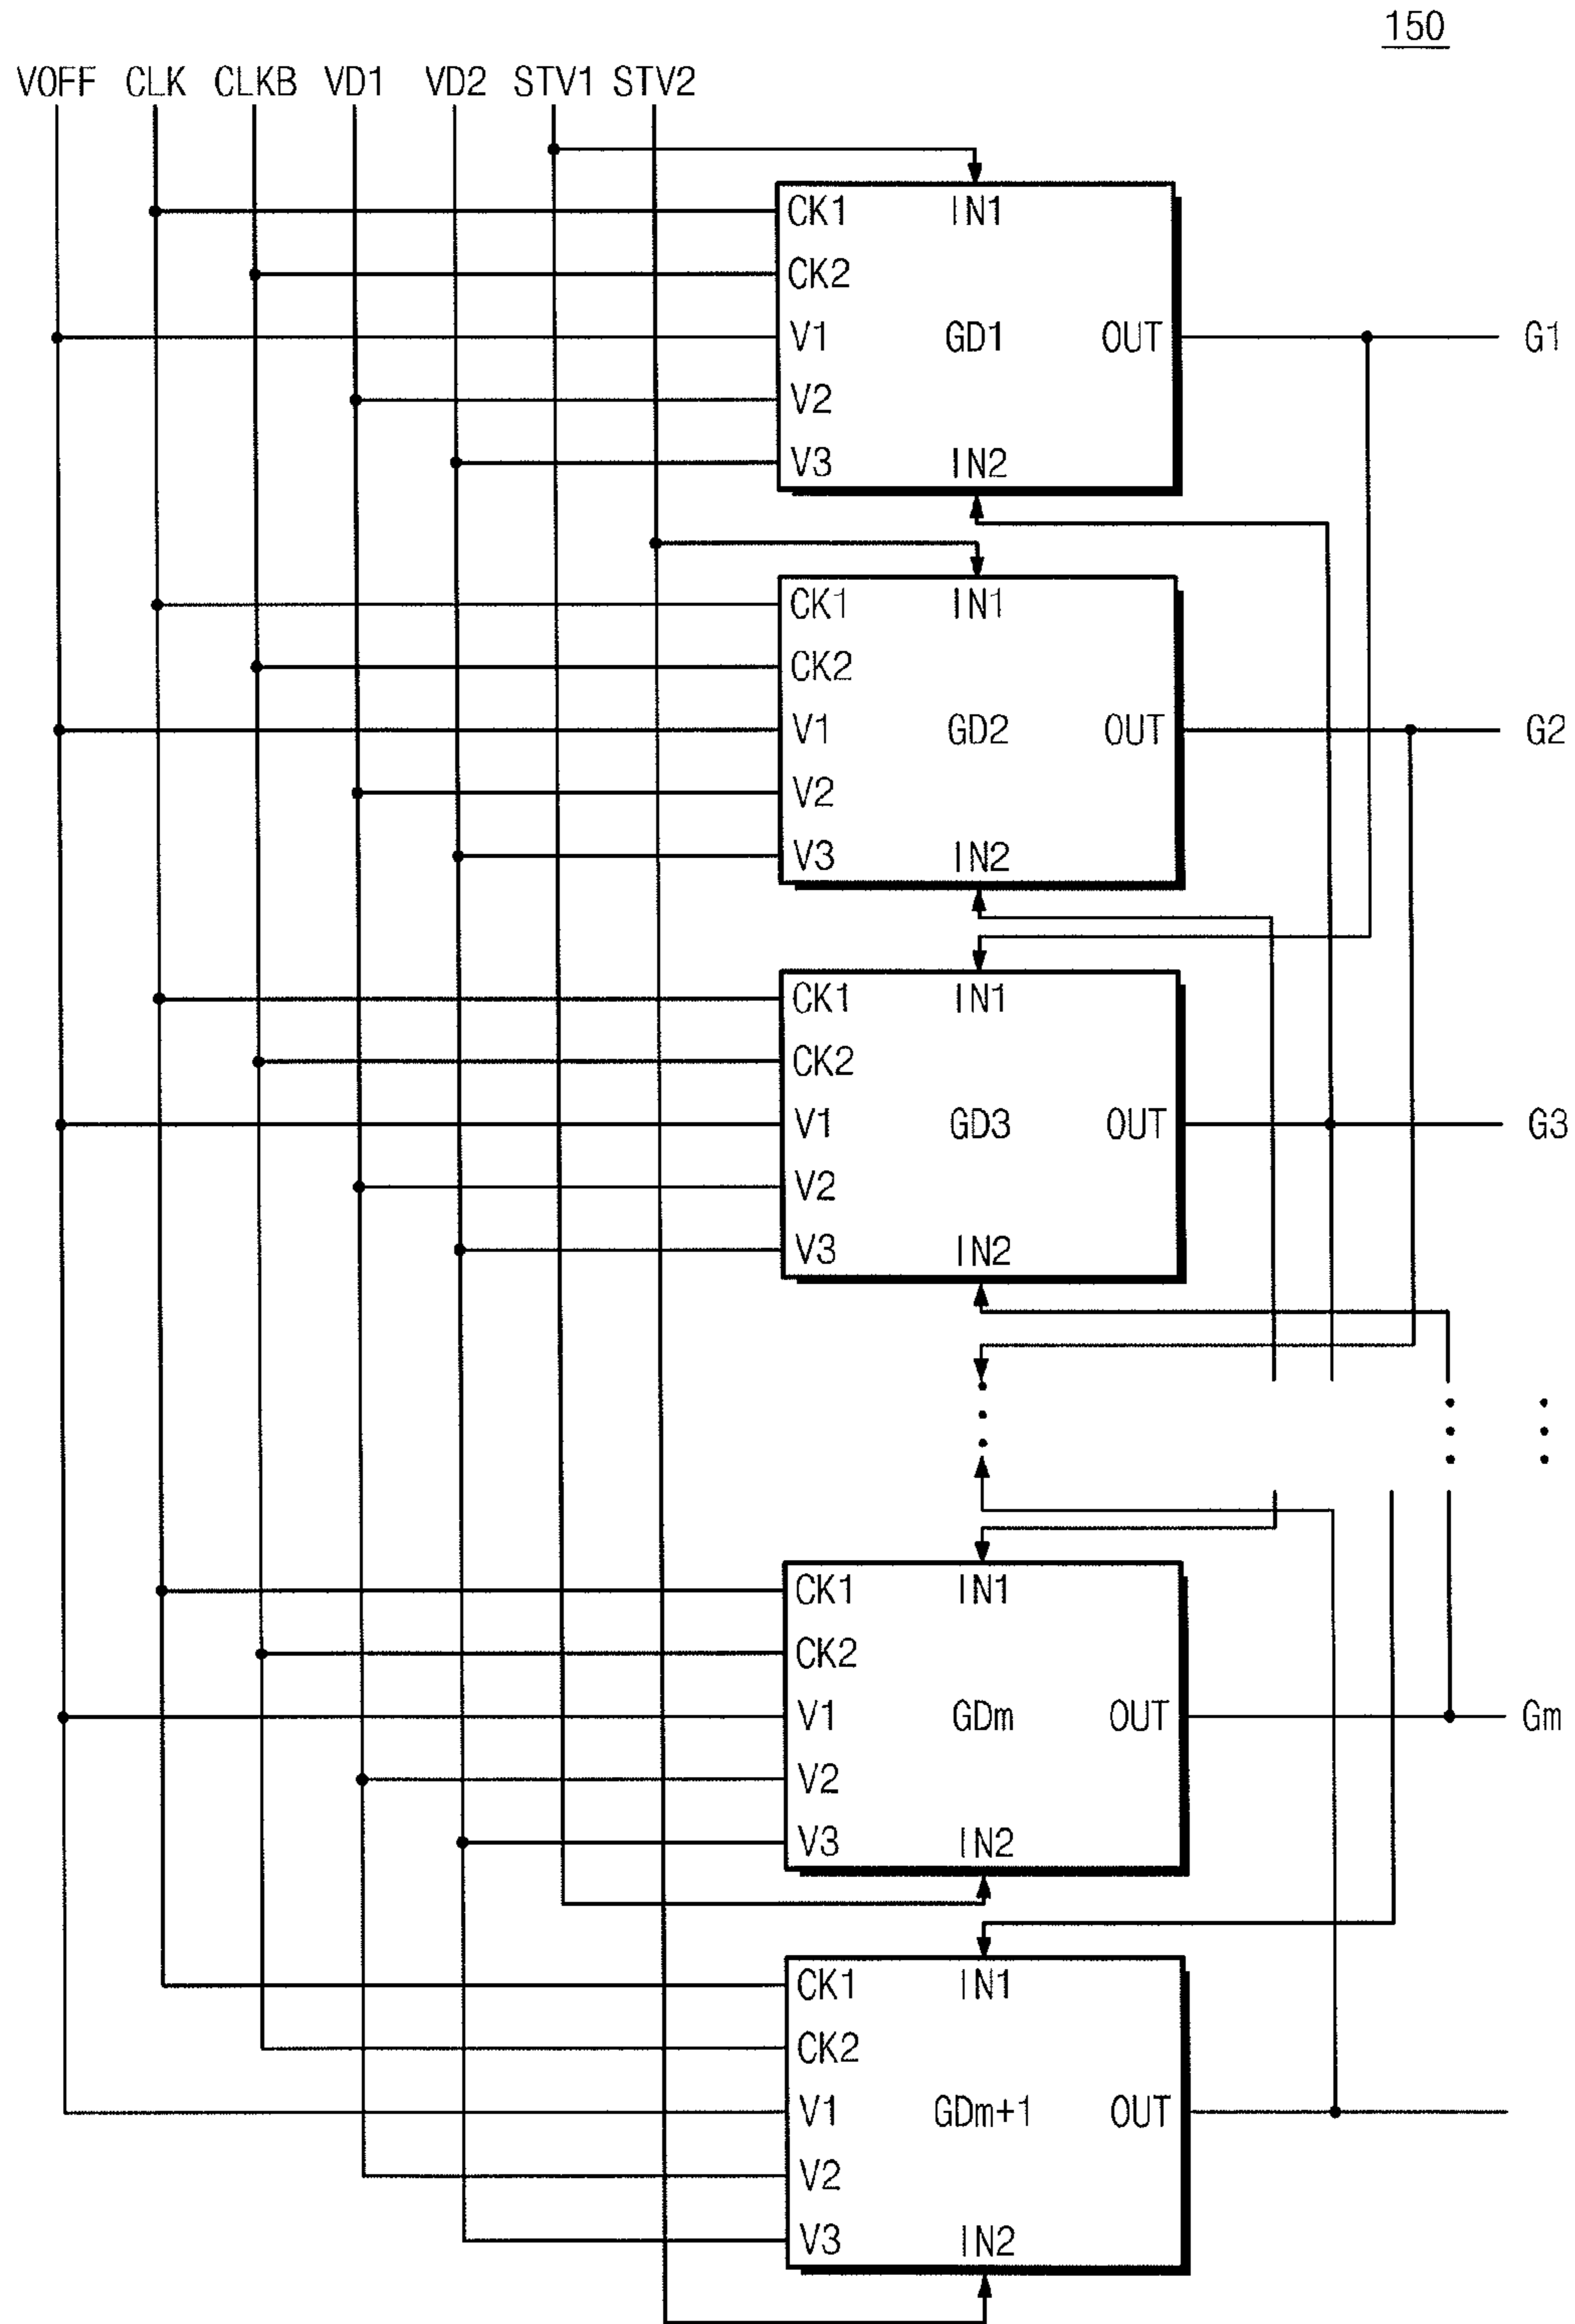 150
VOFF CLK CLKB VD1 VD2 STV1 STV2
CK1 IN1
CK2
V1 GD1 OUT G1
V2
V3 IN2
CK1 IN1
CK2
V1 GD2 OUT G2
V2
V3 IN2
CK1 IN1
CK2
V1 GD3 OUT G3
V2
V3 IN2
CK1 IN1
CK2
V1 GDm OUT Gm
V2
V3 IN2
CK1 IN1
CK2
V1 GDm+1 OUT
V2
V3 IN2